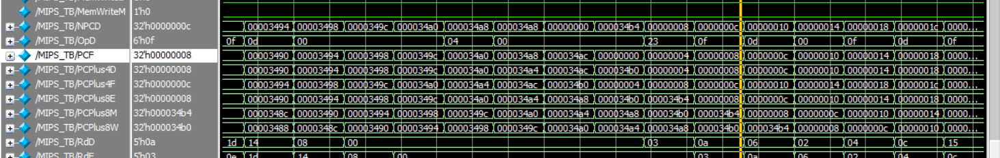 /MIPS_TB/MemWriteM 1'h0
/MIPS_TB/NPCD 32'h0000000c 00003494 00003498 0000349c 000034a0 000034a8 000034a8 00000000 000034b4 00000008 0000000c 00000010 00000014 00000018 0000001c 0000...
/MIPS_TB/OpD 6'h0f 0f 0d 00 04 00 23 0f 0d 00 0f 0d 0f
/MIPS_TB/PCF 32'h00000008 00003490 00003494 00003498 0000349c 000034a0 000034a8 000034ac 00000000 00000004 00000008 0000000c 00000010 00000014 00000018 0000...
/MIPS_TB/PCPlus4D 32'h00000008 00003490 00003494 00003498 0000349c 000034a0 000034a4 000034ac 000034b0 00000004 00000008 0000000c 00000010 00000014 00000018 0000...
/MIPS_TB/PCPlus4F 32'h0000000c 00003494 00003498 0000349c 000034a0 000034a4 000034ac 000034b0 00000004 00000008 0000000c 00000010 00000014 00000018 0000001c 0000...
/MIPS_TB/PCPlus8E 32'h00000008 00003490 00003494 00003498 0000349c 000034a0 000034a4 000034a8 000034b0 000034b4 00000008 0000000c 00000010 00000014 00000018 0000...
/MIPS_TB/PCPlus8M 32'h000034b4 0000348c 00003490 00003494 00003498 0000349c 000034a0 000034a4 000034a8 000034b0 000034b4 00000008 0000000c 00000010 00000014 0000...
/MIPS_TB/PCPlus8W 32'h000034b0 00003488 0000348c 00003490 00003494 00003498 0000349c 000034a0 000034a4 000034a8 000034b0 000034b4 00000008 0000000c 00000010 0000...
/MIPS_TB/RdD 5'h0a 1d 14 08 00 03 0a 06 02 04 0c 15
/MIPS_TB/RdE 5'h03 0e 1d 14 08 00 03 0a 06 02 04 0c